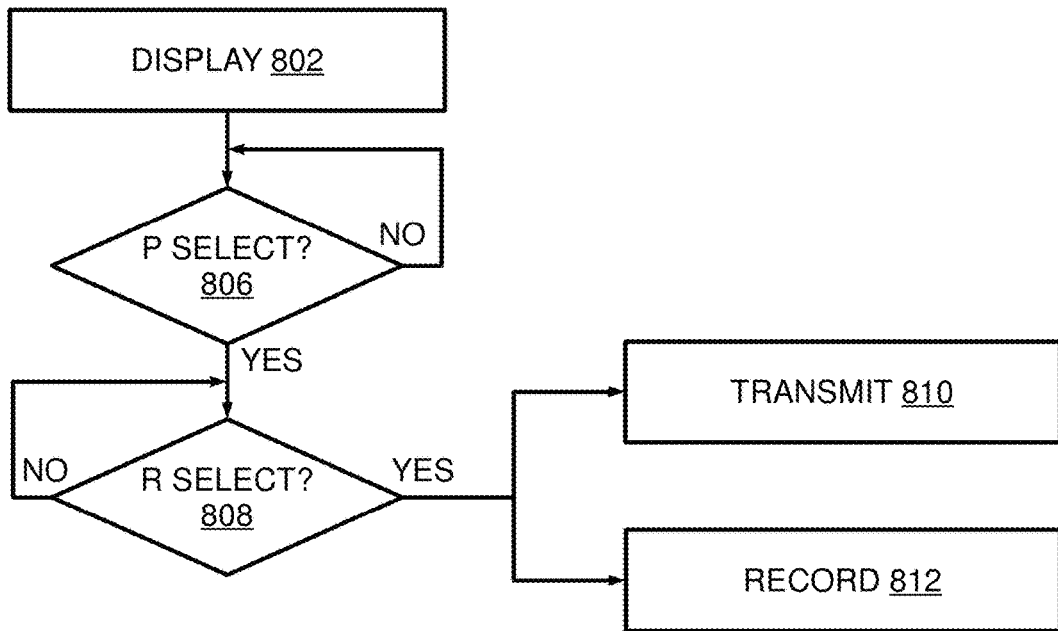 DISPLAY 802
P SELECT?
806
NO
YES
R SELECT?
808
NO
YES
TRANSMIT 810
RECORD 812